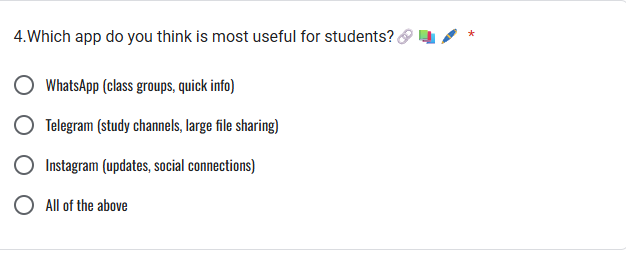 4.Which app do you think is most useful for students?🔗 📚 🖊️ *
WhatsApp (class groups, quick info)
Telegram (study channels, large file sharing)
Instagram (updates, social connections)
All of the above